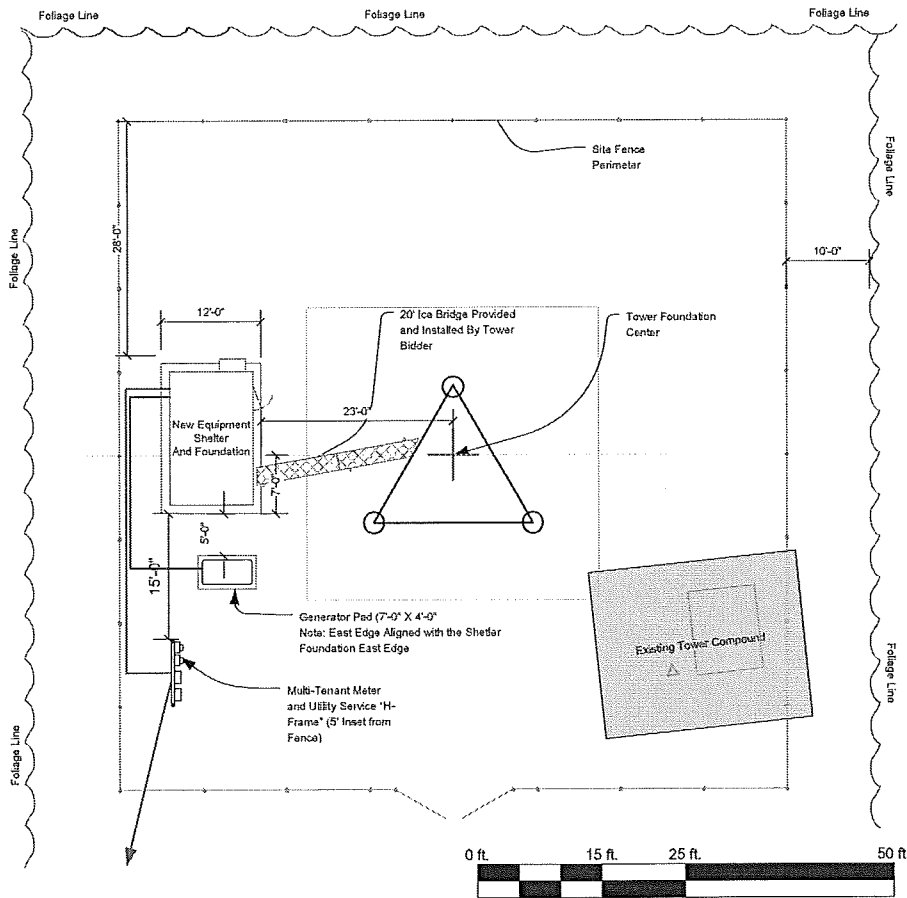 Foliage Line
Foliage Line
Foliage Line
Foliage Line
Foliage Line
Foliage Line
Foliage Line
Site Fence
Perimeter
28'-0"
10'-0"
12'-0"
20' Ice Bridge Provided
and Installed By Tower
Bidder
Tower Foundation
Center
New Equipment
Shelter
And Foundation
23'-0"
7'-0"
5'-0"
15'-0"
Generator Pad (7'-0" X 4'-0"
Note: East Edge Aligned with the Shetler
Foundation East Edge
Existing Tower Compound
Multi-Tenant Meter
and Utility Service "H-
Frame" (5' Inset from
Fence)
0 ft.
15 ft.
25 ft.
50 ft